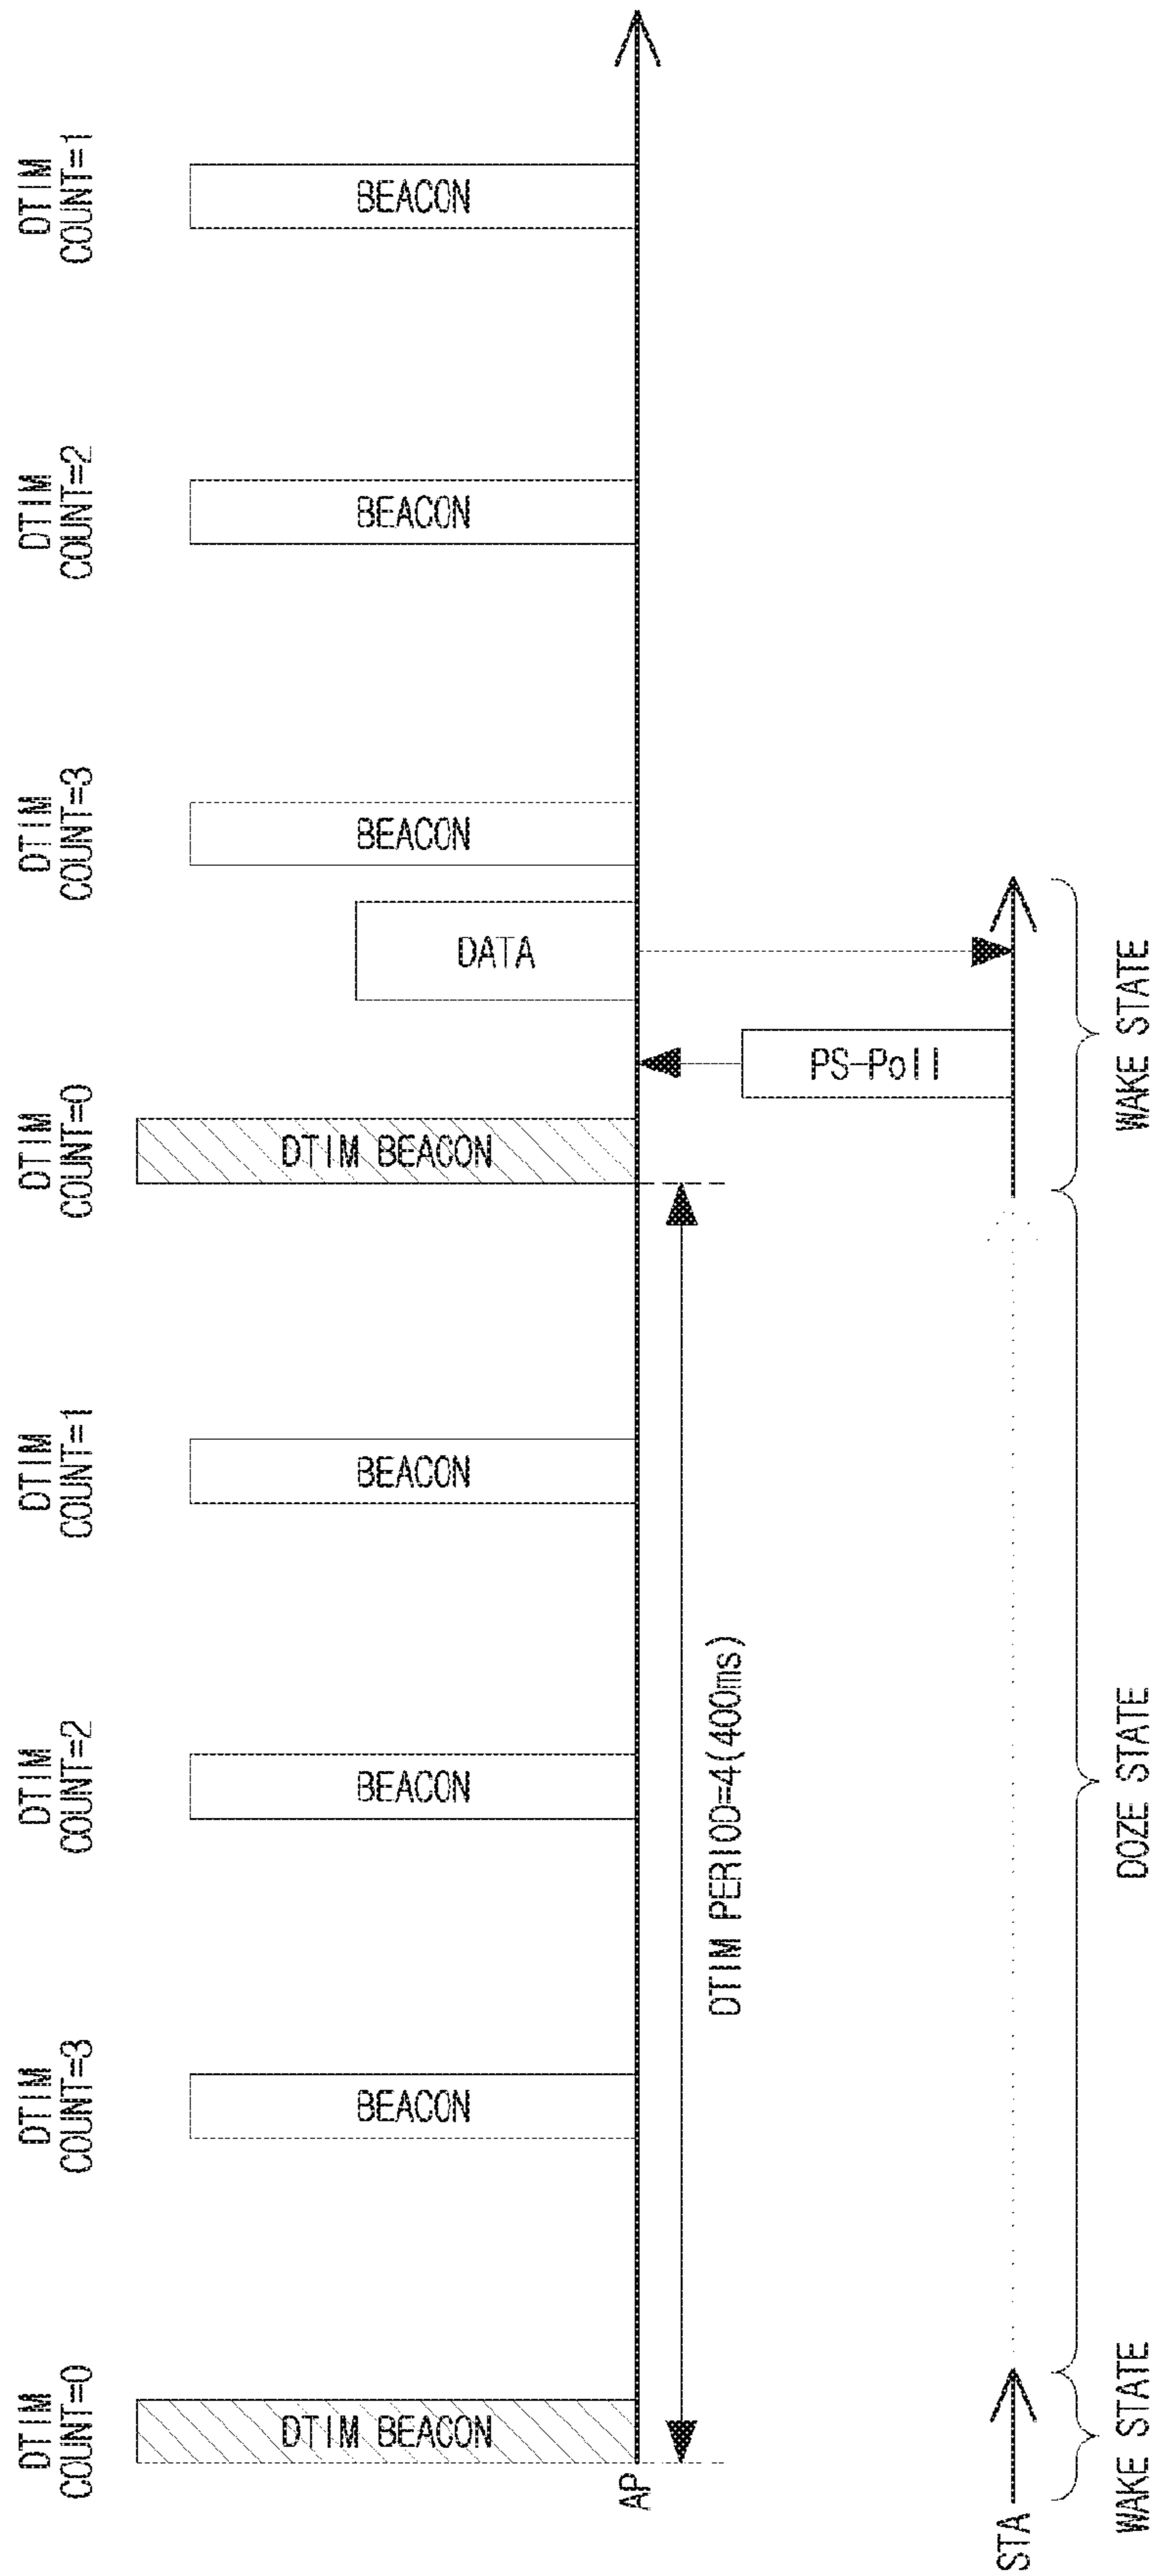 DTIM
COUNT=0
DTIM
COUNT=3
DTIM
COUNT=2
DTIM
COUNT=1
DTIM
COUNT=0
DTIM
COUNT=3
DTIM
COUNT=2
DTIM
COUNT=1
DTIM BEACON
BEACON
BEACON
BEACON
DTIM BEACON
DATA
BEACON
BEACON
BEACON
AP
DTIM PERIOD=4(400ms)
PS-Poll
STA
WAKE STATE
DOZE STATE
WAKE STATE